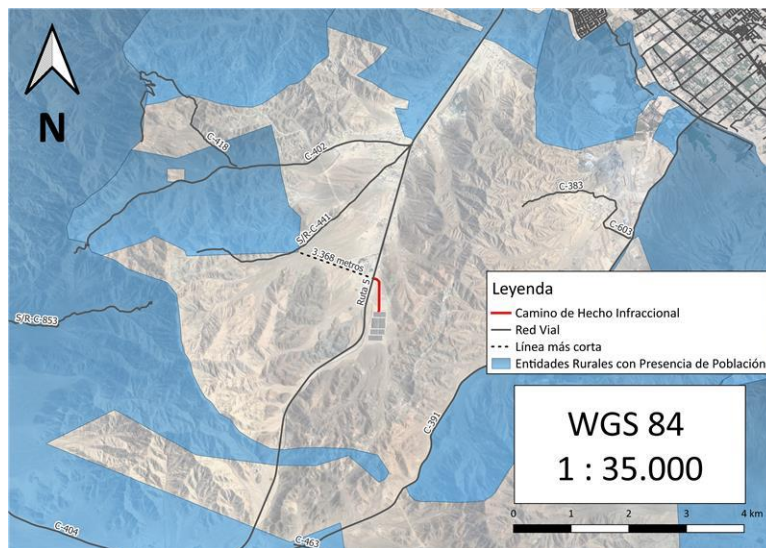 N
C-418
C-402
S/R-C-441
3.368 metros
Ruta 5
C-383
C-603
S/R-C-853
C-391
C-404
C-463
Leyenda
Camino de Hecho Infraccional
Red Vial
Línea más corta
Entidades Rurales con Presencia de Población
WGS 84
1 : 35.000
0 1 2 3 4 km